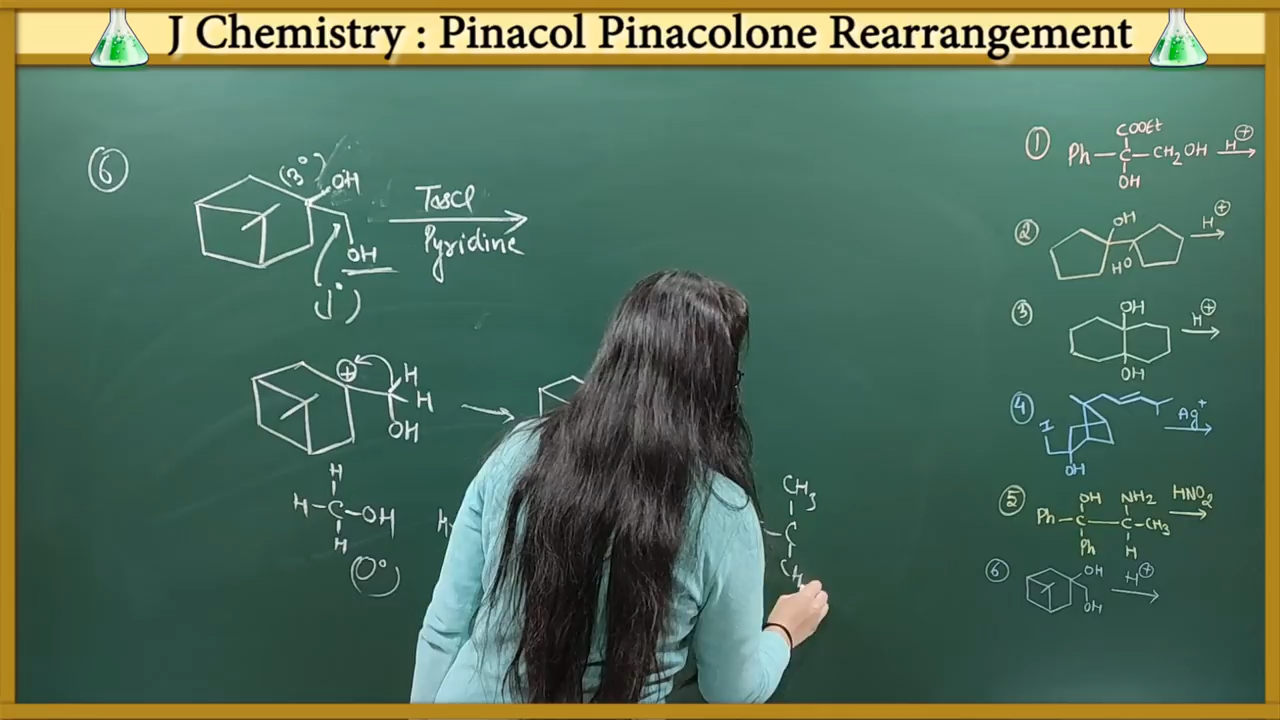 J Chemistry : Pinacol Pinacolone Rearrangement
⑥
(3°)
OH
OH
(1°)
TosCl
Pyridine
⊕
H
H
OH
H
H-C-OH
H
(0°)
CH3
C
① Ph-C-CH2OH H⊕
COOEt
OH
② OH
HO
H⊕
③ OH
OH
H⊕
④ I
OH
Ag+
⑤ OH NH2 HNO2
Ph-C-C-CH3
Ph H
⑥ OH
OH
H⊕